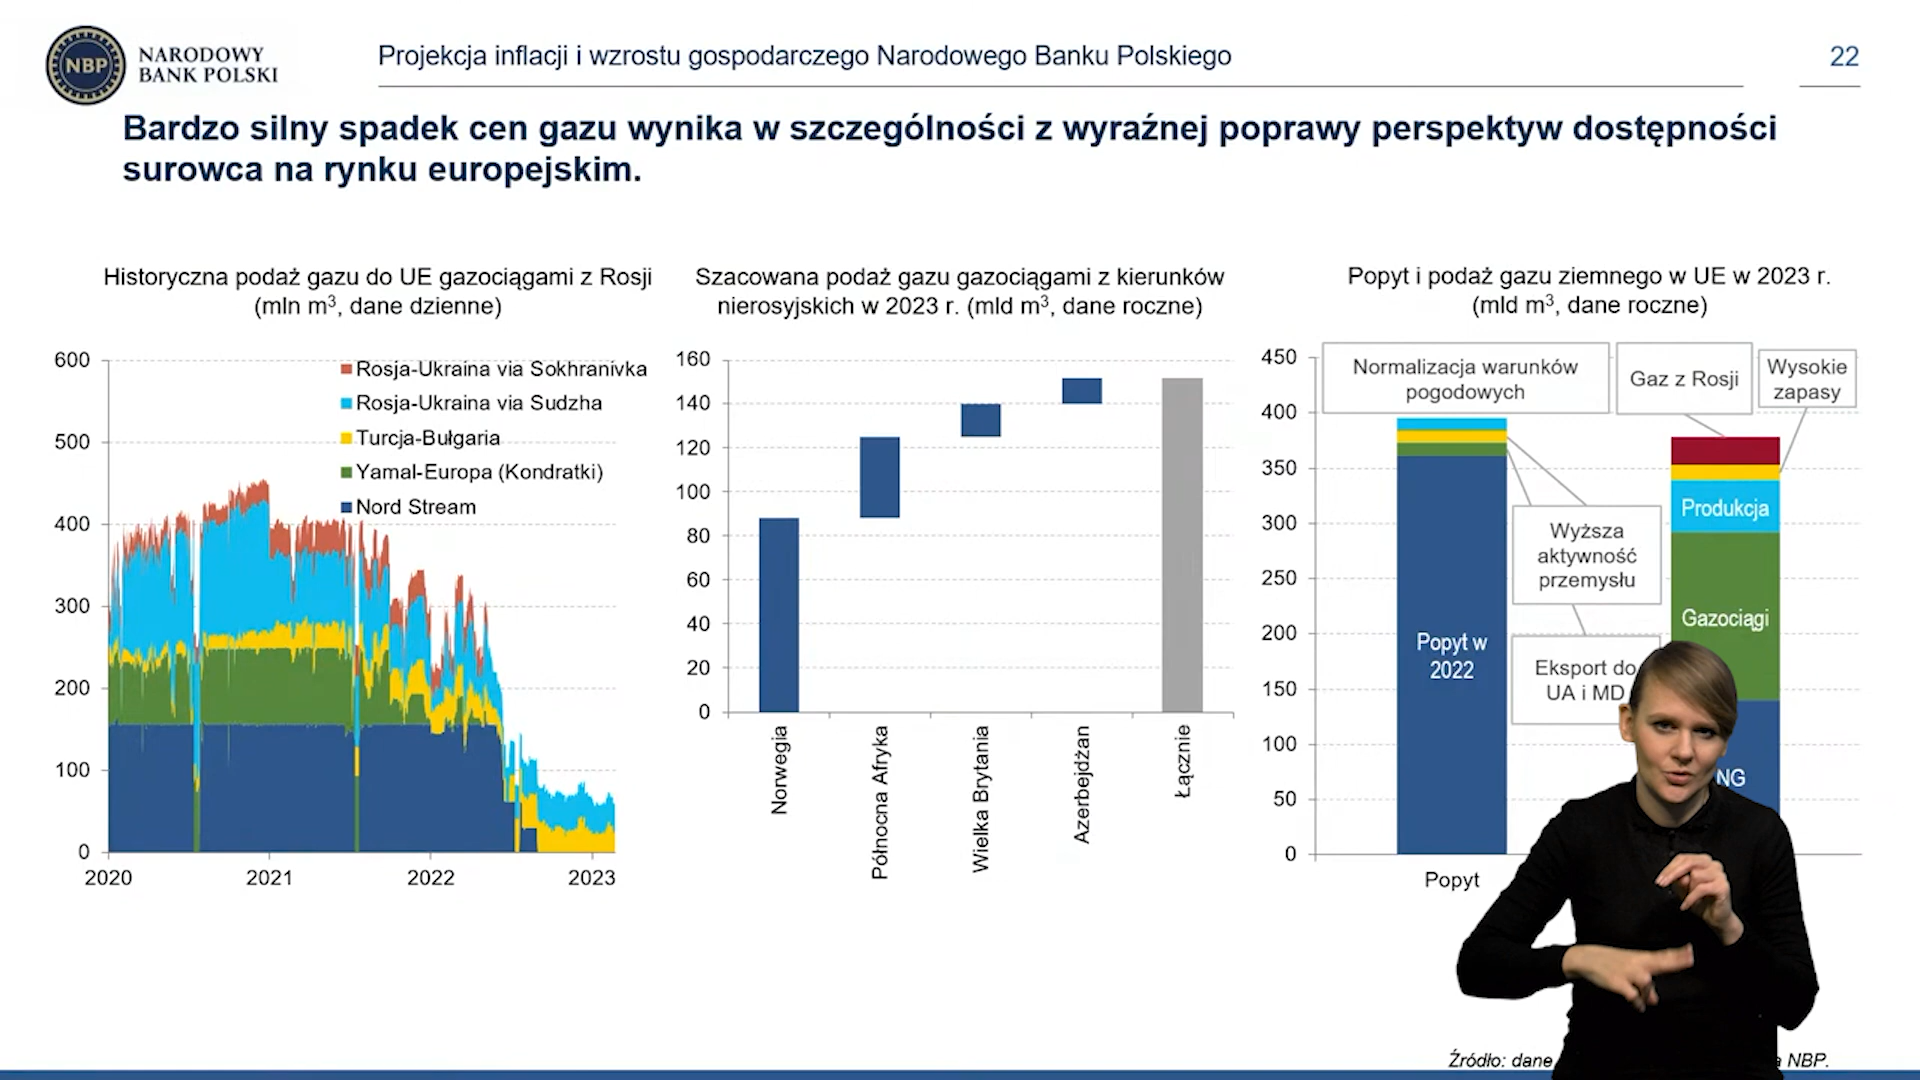 NBP
NARODOWY
BANK POLSKI
Projekcja inflacji i wzrostu gospodarczego Narodowego Banku Polskiego
22
Bardzo silny spadek cen gazu wynika w szczególności z wyraźnej poprawy perspektyw dostępności
surowca na rynku europejskim.
Historyczna podaż gazu do UE gazociągami z Rosji
(mln m³, dane dzienne)
600
500
400
300
200
100
0
2020
2021
2022
2023
Rosja-Ukraina via Sokhranivka
Rosja-Ukraina via Sudzha
Turcja-Bułgaria
Yamal-Europa (Kondratki)
Nord Stream
Szacowana podaż gazu gazociągami z kierunków
nierosyjskich w 2023 r. (mld m³, dane roczne)
160
140
120
100
80
60
40
20
0
Norwegia
Północna Afryka
Wielka Brytania
Azerbejdżan
Łącznie
Popyt i podaż gazu ziemnego w UE w 2023 r.
(mld m³, dane roczne)
450
400
350
300
250
200
150
100
50
0
Normalizacja warunków
pogodowych
Gaz z Rosji
Wysokie
zapasy
Wyższa
aktywność
przemysłu
Eksport do
UA i MD
Popyt w
2022
Produkcja
Gazociągi
NG
Popyt
Źródło: dane
NBP.